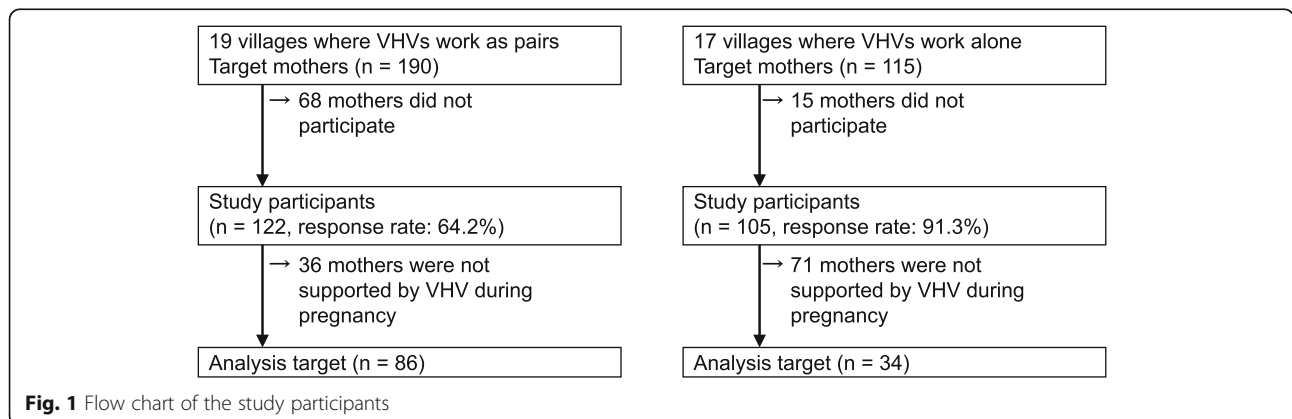 19 villages where VHVs work as pairs
Target mothers (n = 190)
→ 68 mothers did not
participate
Study participants
(n = 122, response rate: 64.2%)
→ 36 mothers were not
supported by VHV during
pregnancy
Analysis target (n = 86)
17 villages where VHVs work alone
Target mothers (n = 115)
→ 15 mothers did not
participate
Study participants
(n = 105, response rate: 91.3%)
→ 71 mothers were not
supported by VHV during
pregnancy
Analysis target (n = 34)
Fig. 1 Flow chart of the study participants